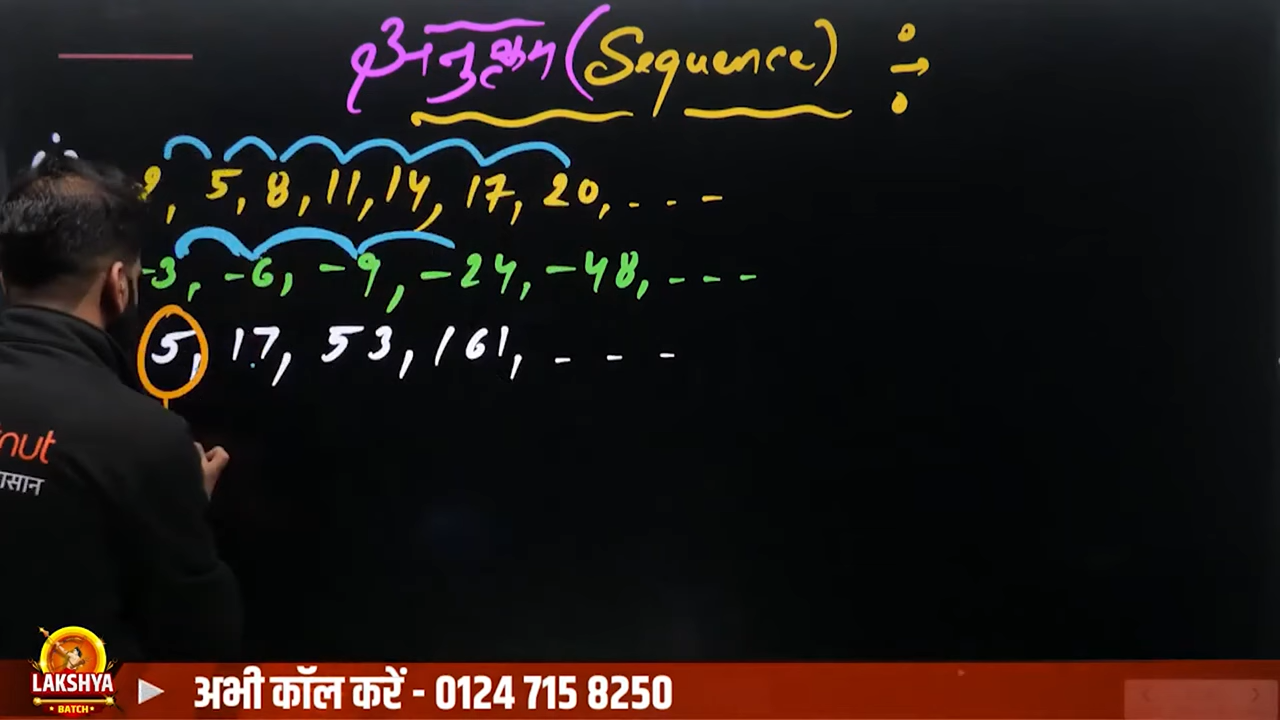 अनुक्रम (Sequence) :→
2, 5, 8, 11, 14, 17, 20, . - - -
-3, -6, -9, -24, -48, - - -
5, 17, 53, 161, - - -
nut
ासान
LAKSHYA
BATCH
अभी कॉल करें - 0124 715 8250